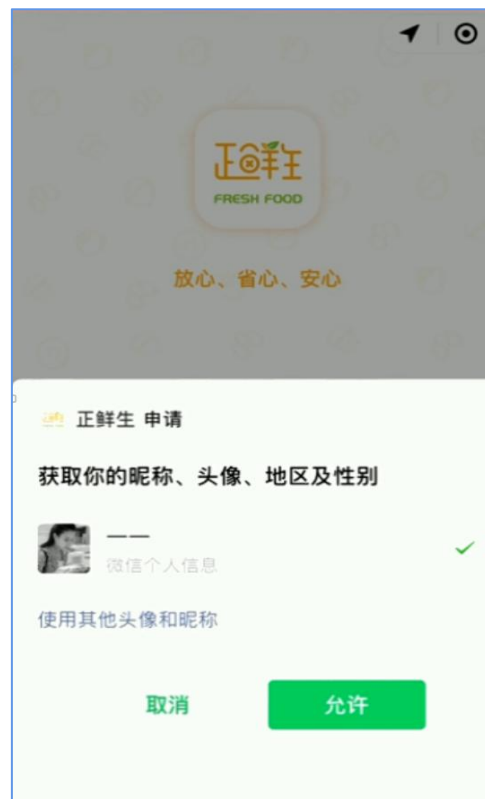 正鲜生
FRESH FOOD
放心、省心、安心
正鲜生 申请
获取你的昵称、头像、地区及性别
一一
微信个人信息
使用其他头像和昵称
取消
允许